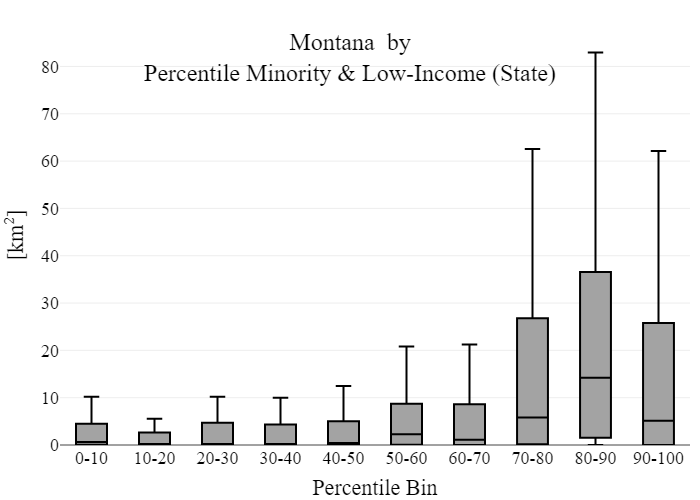 Montana by
Percentile Minority & Low-Income (State)
80
70
60
50
40
30
20
10
0
[km²]
0-10 10-20 20-30 30-40 40-50 50-60 60-70 70-80 80-90 90-100
Percentile Bin